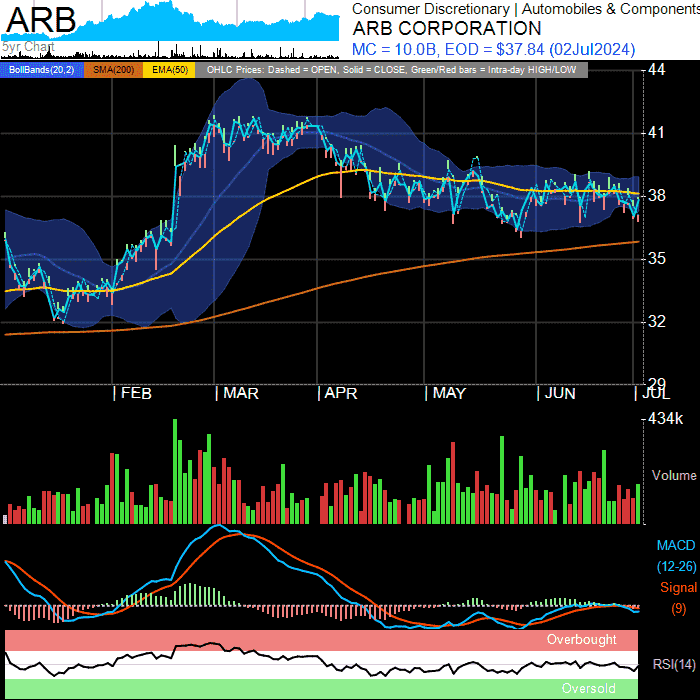 ARB
5yr Chart
Consumer Discretionary | Automobiles & Components
ARB CORPORATION
MC = 10.0B, EOD = $37.84 (02Jul2024)
BollBands(20,2) SMA(200) EMA(50) OHLC Prices: Dashed = OPEN, Solid = CLOSE, Green/Red bars = Intra-day HIGH/LOW
44
41
38
35
32
29
| FEB | MAR | APR | MAY | JUN | JUL
434k
Volume
MACD
(12-26)
Signal
(9)
Overbought
RSI(14)
Oversold